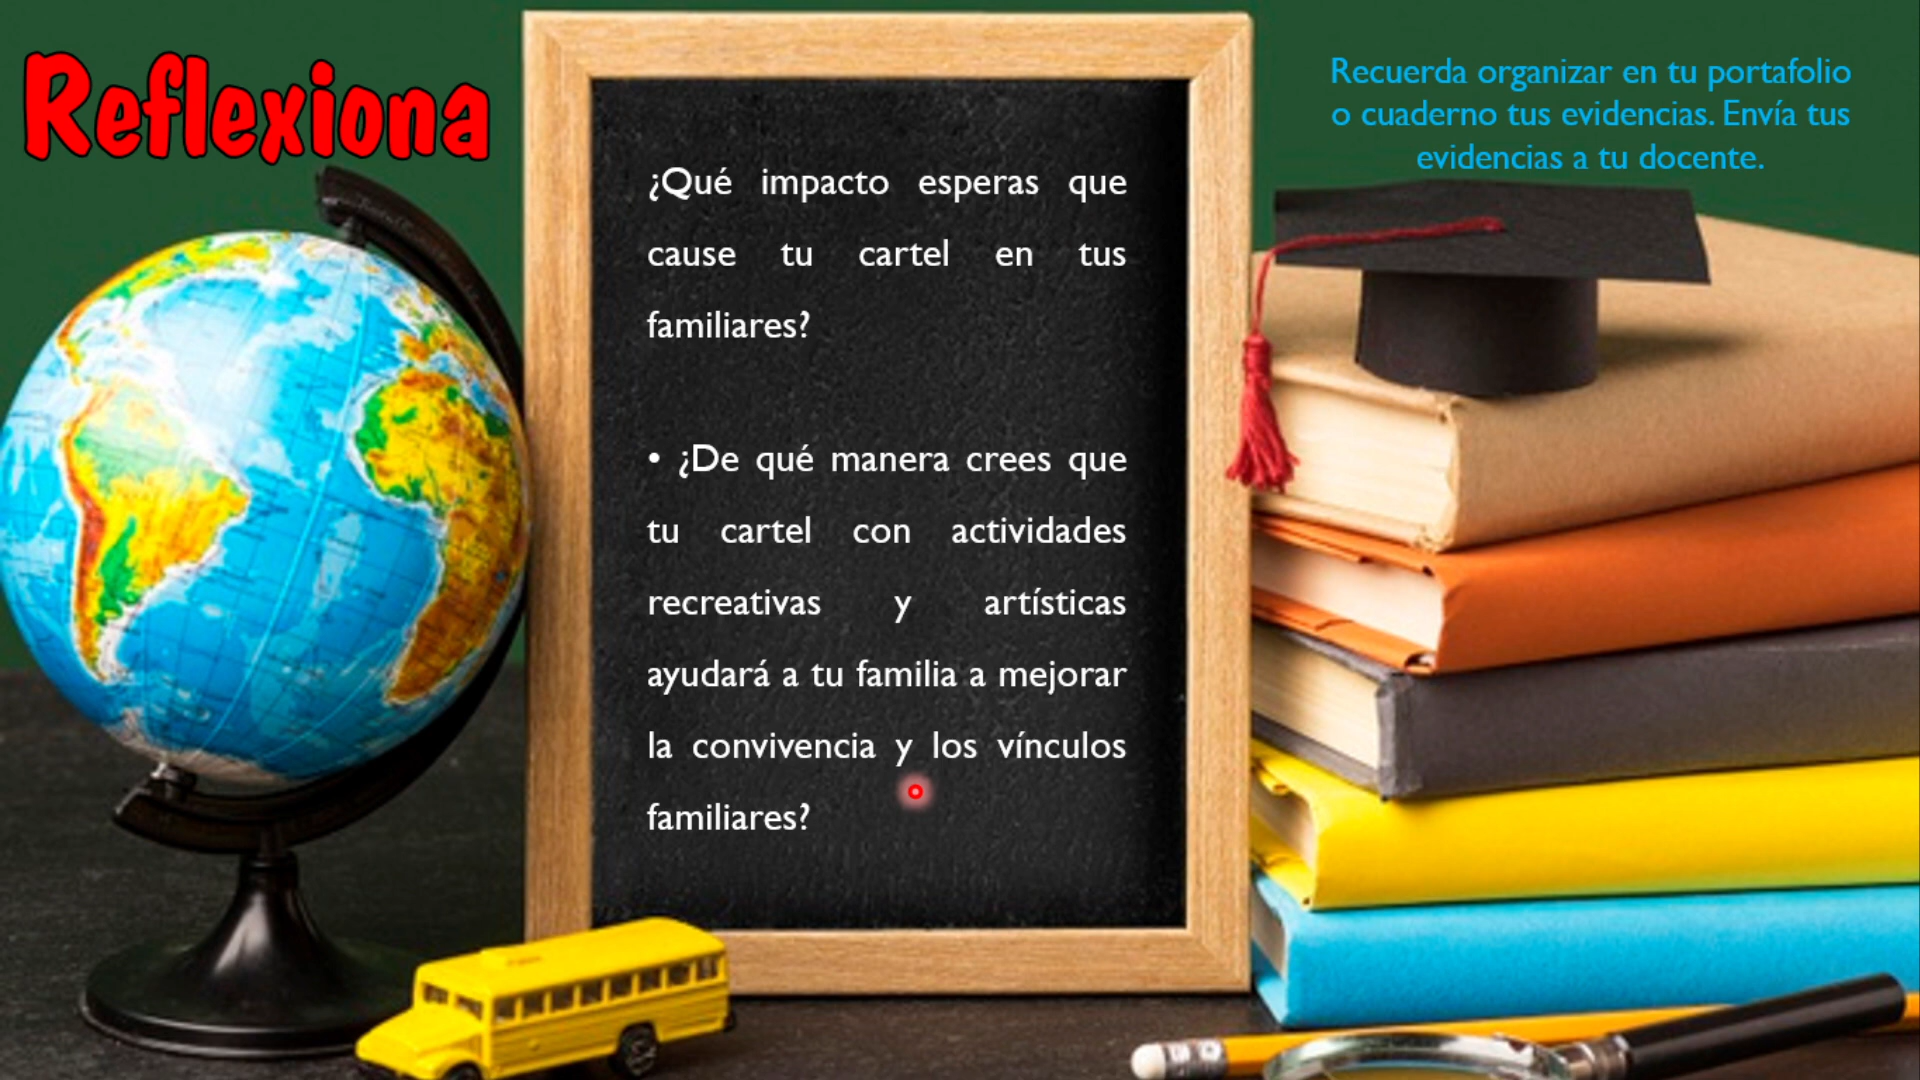 Reflexiona
¿Qué impacto esperas que
cause tu cartel en tus
familiares?
• ¿De qué manera crees que
tu cartel con actividades
recreativas y artísticas
ayudará a tu familia a mejorar
la convivencia y los vínculos
familiares?
Recuerda organizar en tu portafolio
o cuaderno tus evidencias. Envía tus
evidencias a tu docente.